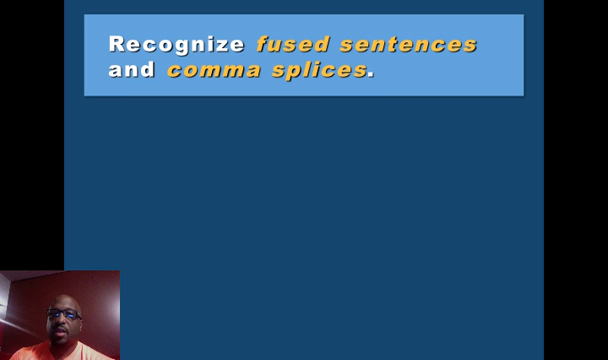 Recognize fused sentences
and comma splices.